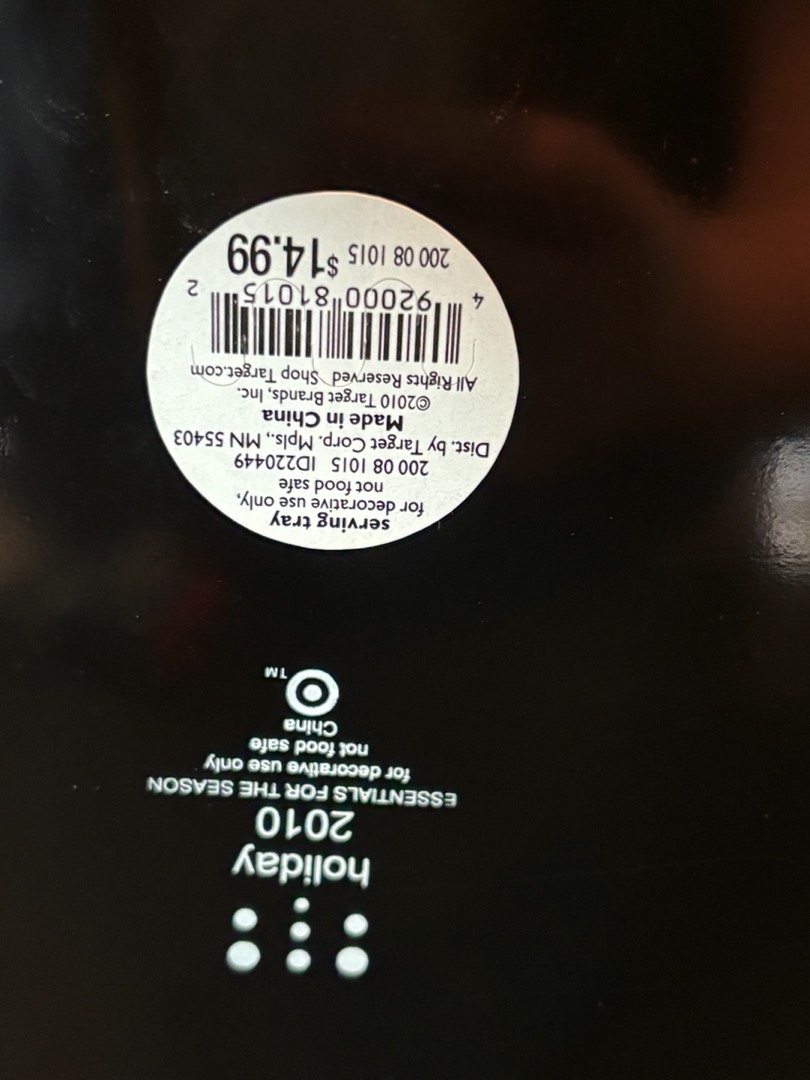 holiday
2010
ESSENTIALS FOR THE SEASON
for decorative use only
not food safe
China
TM
serving tray
for decorative use only,
not food safe
200 08 1015 ID220449
Dist. by Target Corp. Mpls., MN 55403
Made in China
©2010 Target Brands, Inc.
All Rights Reserved Shop Target.com
4 92000 81015 2
200 08 1015 $14.99